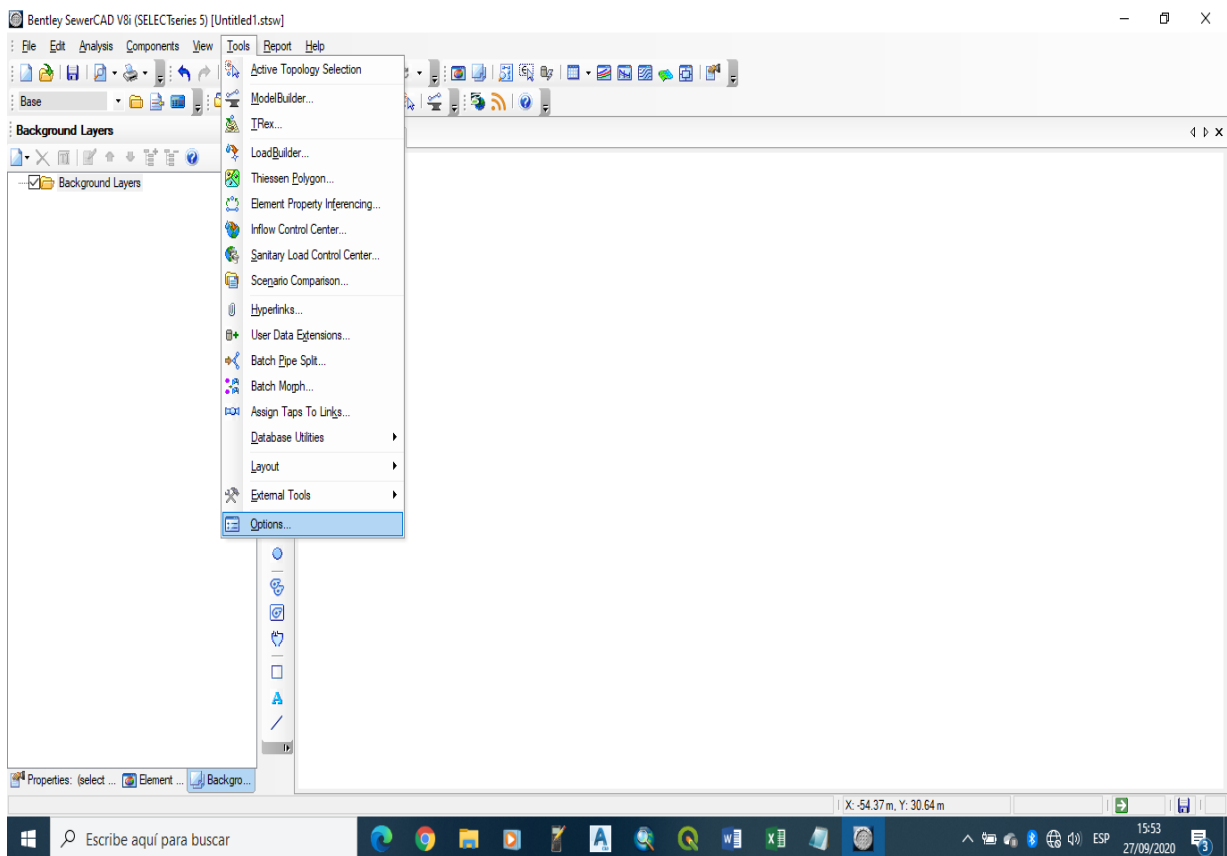 Bentley SewerCAD V8i (SELECTseries 5) [Untitled1.stsw]
File Edit Analysis Components View Tools Report Help
Base
Background Layers
Background Layers
Active Topology Selection
ModelBuilder...
TRex...
LoadBuilder...
Thiessen Polygon...
Element Property Inferencing...
Inflow Control Center...
Sanitary Load Control Center...
Scenario Comparison...
Hyperlinks...
User Data Extensions...
Batch Pipe Split...
Batch Morph...
Assign Taps To Links...
Database Utilities
Layout
External Tools
Options...
A
Properties: (select ... Element ... Backgro...
X: -54.37 m, Y: 30.64 m
Escribe aquí para buscar
ESP
15:53
27/09/2020
3